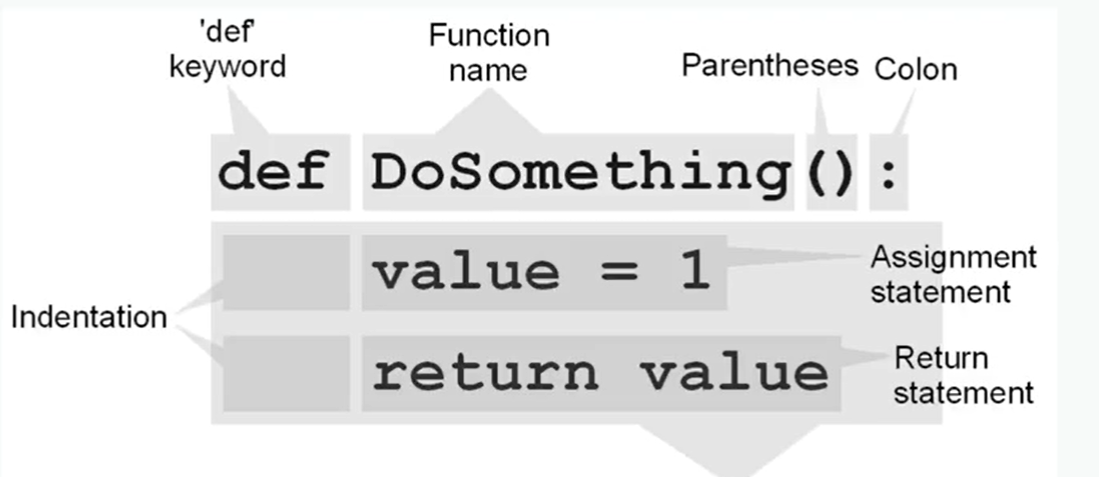 'def'
keyword
Function
name
Parentheses
Colon
def DoSomething():
value = 1
Assignment
statement
Indentation
return value
Return
statement